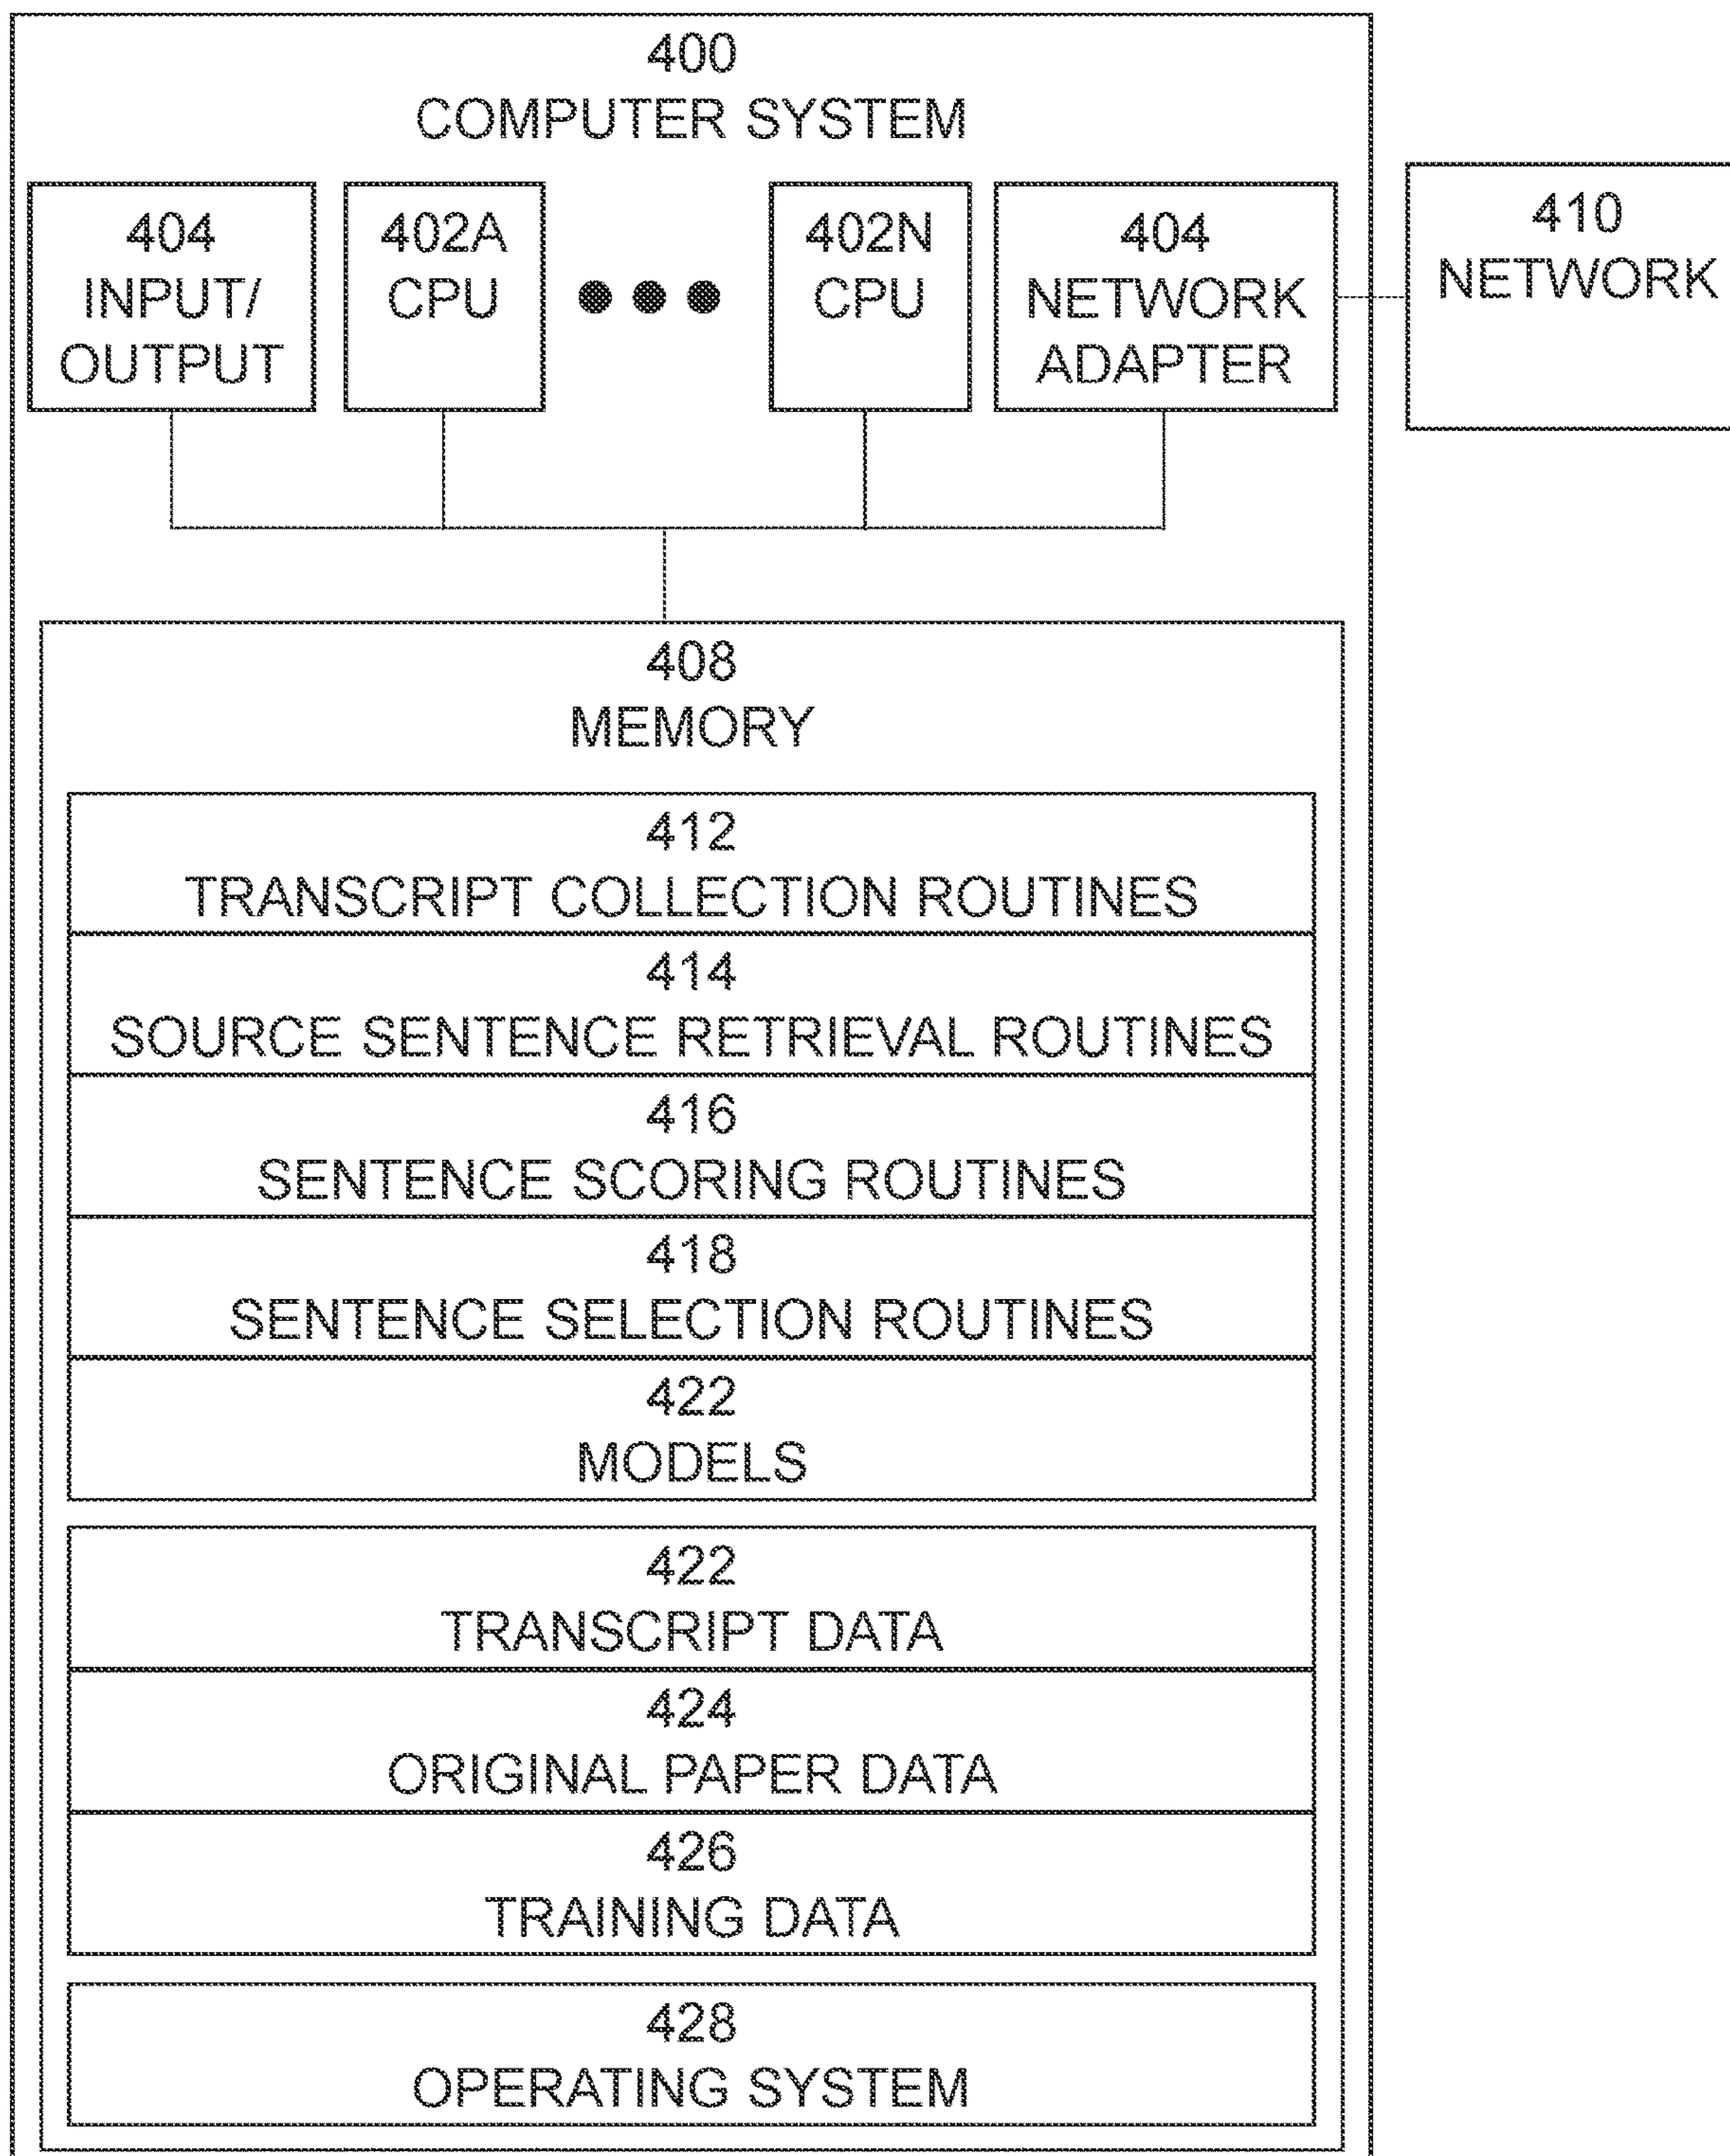 400
COMPUTER SYSTEM
404
INPUT/
OUTPUT
402A
CPU
402N
CPU
404
NETWORK
ADAPTER
410
NETWORK
408
MEMORY
412
TRANSCRIPT COLLECTION ROUTINES
414
SOURCE SENTENCE RETRIEVAL ROUTINES
416
SENTENCE SCORING ROUTINES
418
SENTENCE SELECTION ROUTINES
422
MODELS
422
TRANSCRIPT DATA
424
ORIGINAL PAPER DATA
426
TRAINING DATA
428
OPERATING SYSTEM